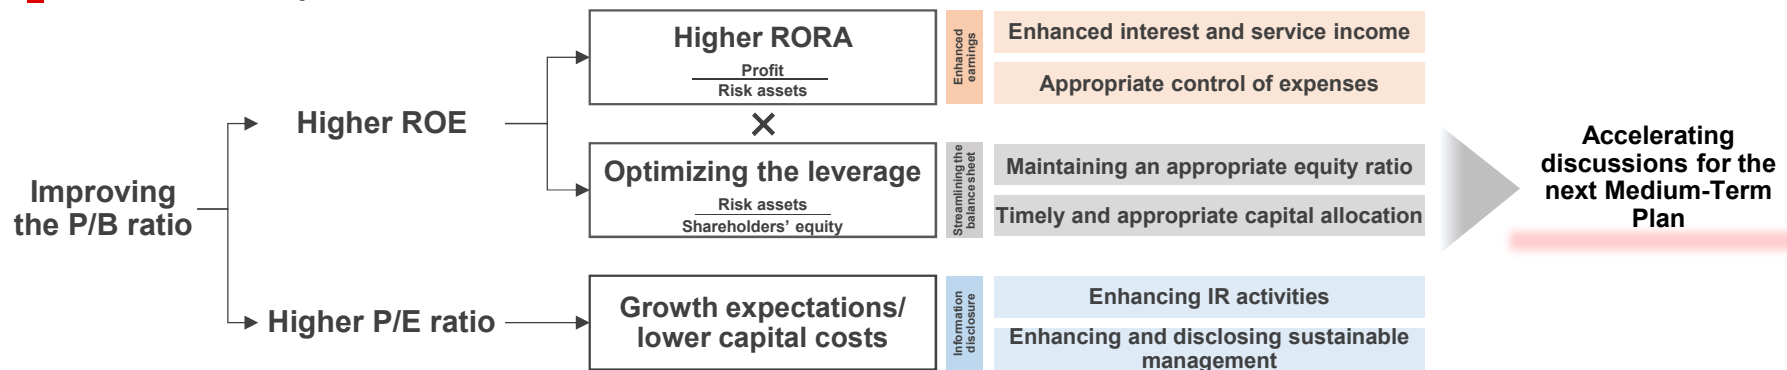 Improving
the P/B ratio
Higher ROE
Higher RORA
Profit
Risk assets
Enhanced
earnings
Enhanced interest and service income
Appropriate control of expenses
×
Optimizing the leverage
Risk assets
Shareholders’ equity
Streamlining the
balance sheet
Maintaining an appropriate equity ratio
Timely and appropriate capital allocation
Higher P/E ratio
Growth expectations/
lower capital costs
Information
disclosure
Enhancing IR activities
Enhancing and disclosing sustainable
management
Accelerating
discussions for the
next Medium-Term
Plan